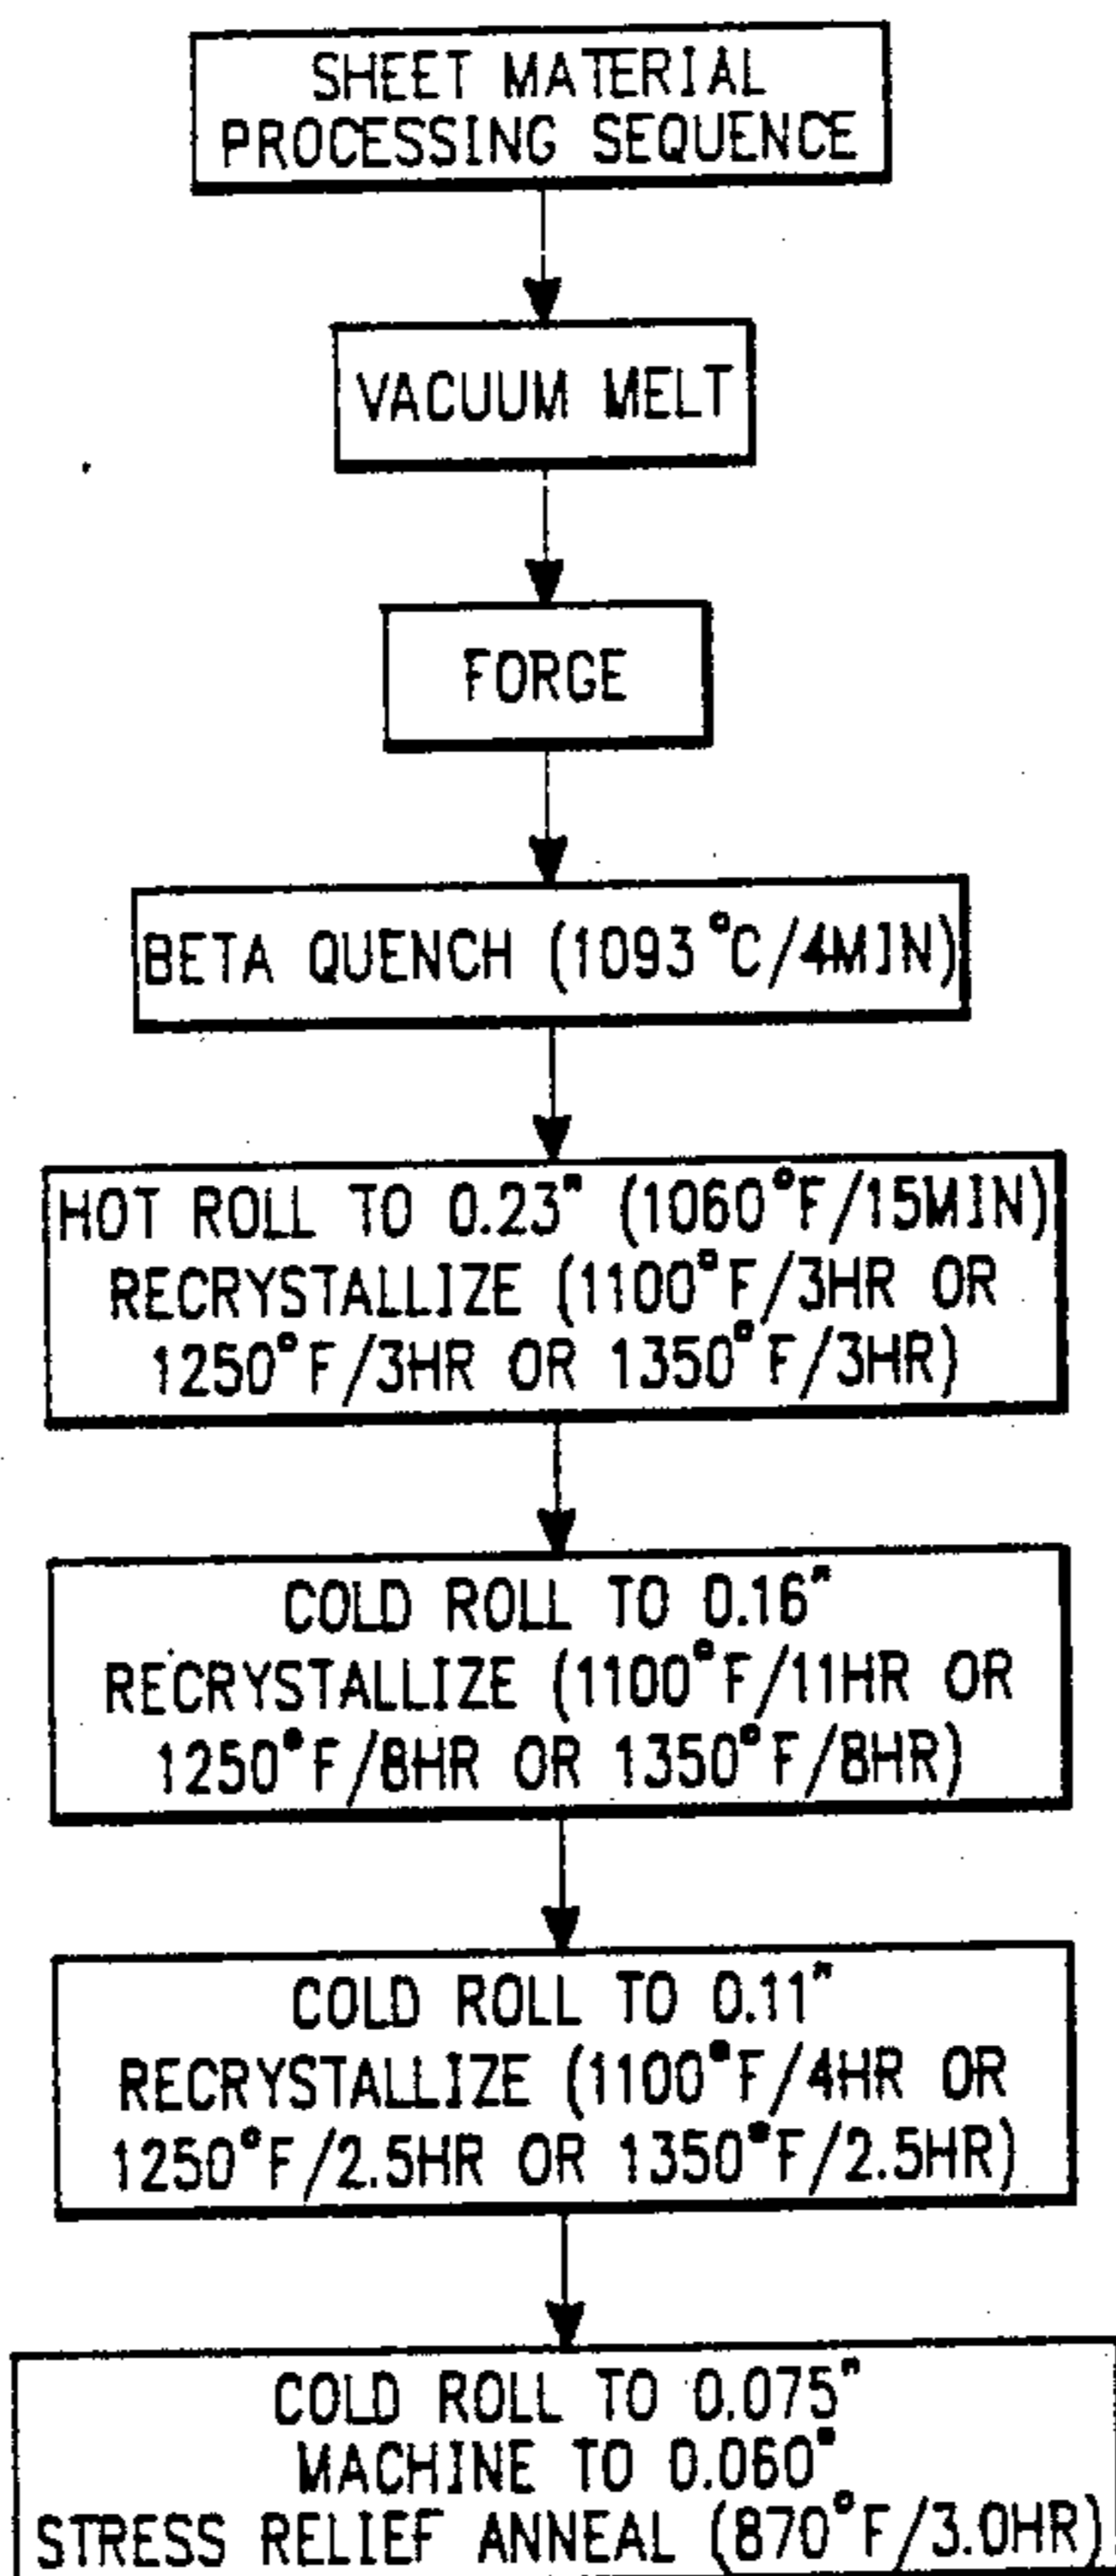 SHEET MATERIAL
PROCESSING SEQUENCE
VACUUM MELT
FORGE
BETA QUENCH (1093°C/4MIN)
HOT ROLL TO 0.23" (1060°F/15MIN)
RECRYSTALLIZE (1100°F/3HR OR
1250°F/3HR OR 1350°F/3HR)
COLD ROLL TO 0.16"
RECRYSTALLIZE (1100°F/11HR OR
1250°F/8HR OR 1350°F/8HR)
COLD ROLL TO 0.11"
RECRYSTALLIZE (1100°F/4HR OR
1250°F/2.5HR OR 1350°F/2.5HR)
COLD ROLL TO 0.075"
MACHINE TO 0.060"
STRESS RELIEF ANNEAL (870°F/3.0HR)